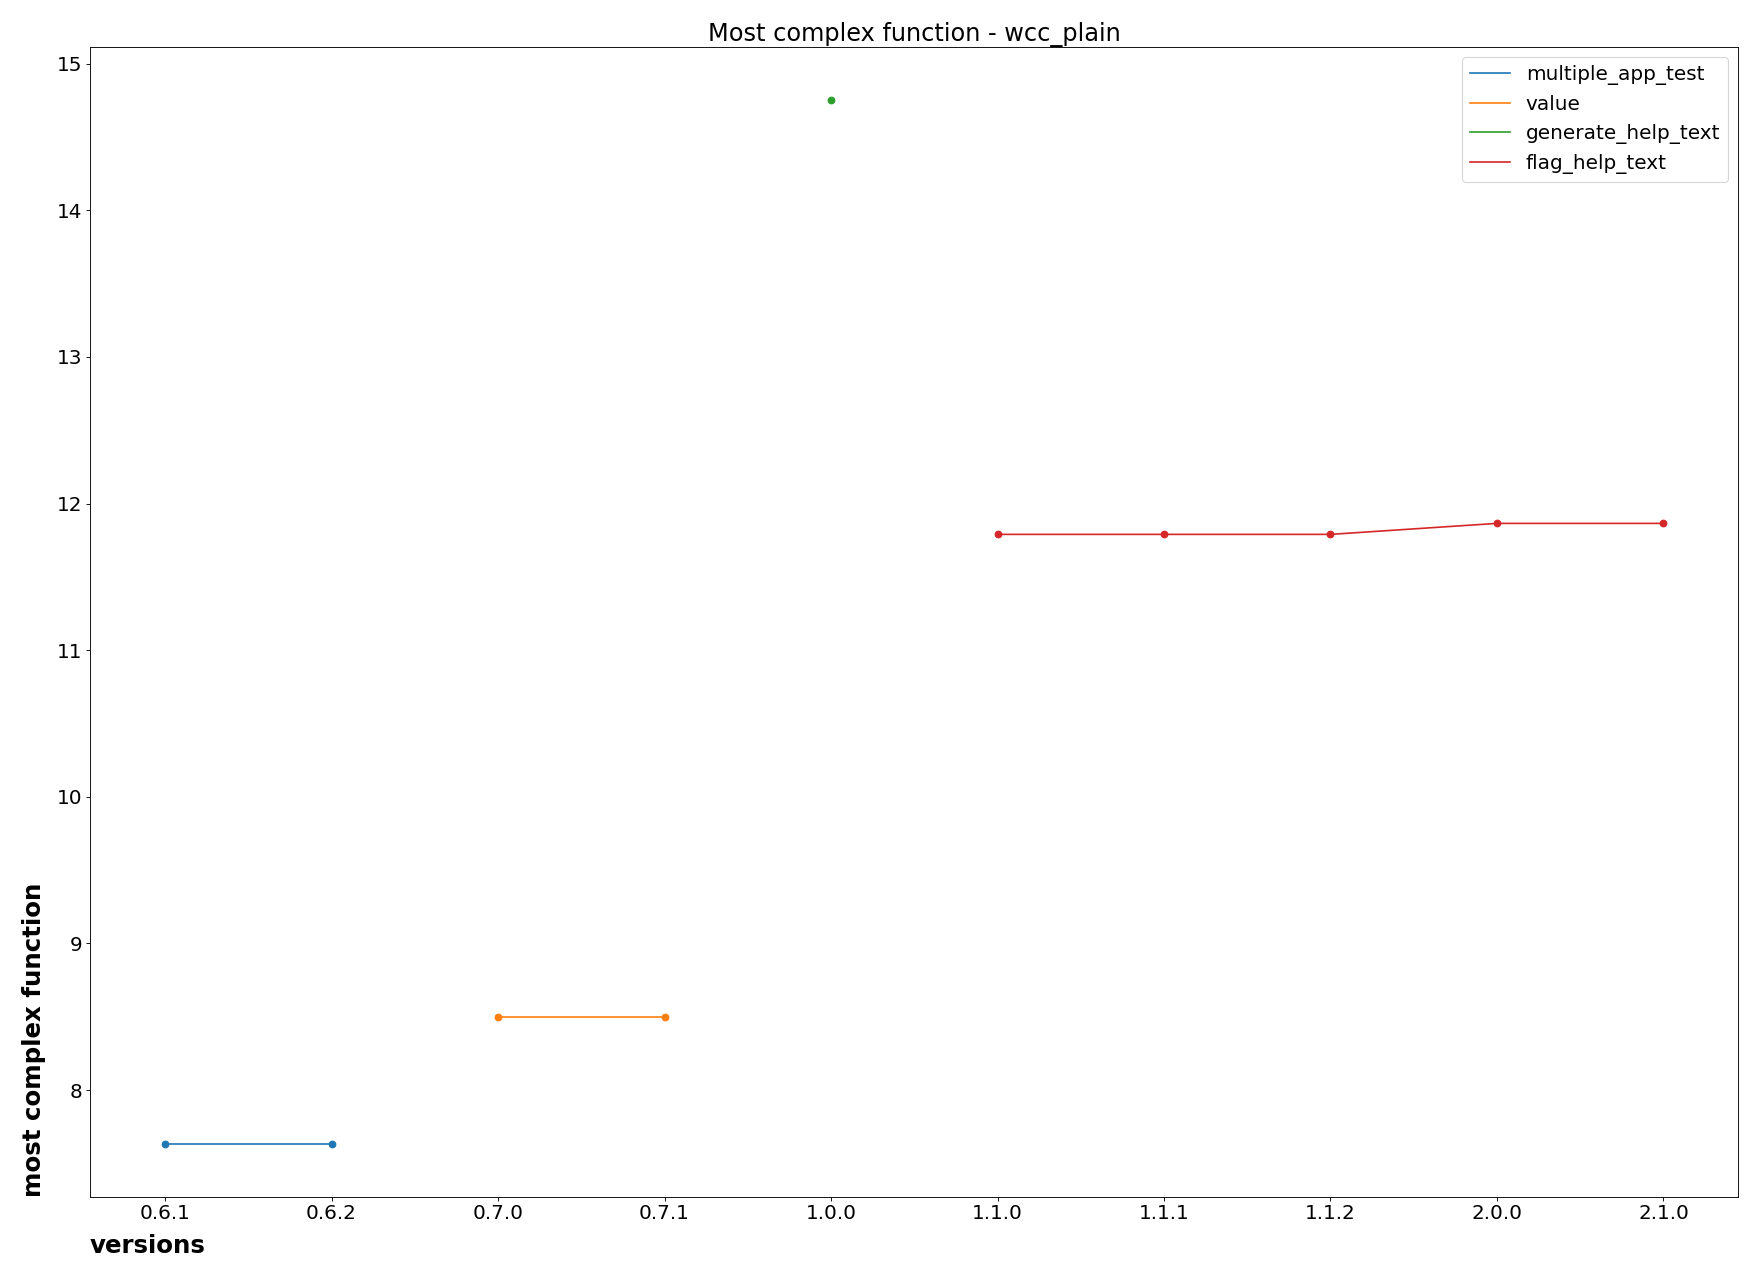 Most complex function - wcc_plain
multiple_app_test
value
generate_help_text
flag_help_text
15
14
13
12
11
10
9
8
most complex function
0.6.1 0.6.2 0.7.0 0.7.1 1.0.0 1.1.0 1.1.1 1.1.2 2.0.0 2.1.0
versions